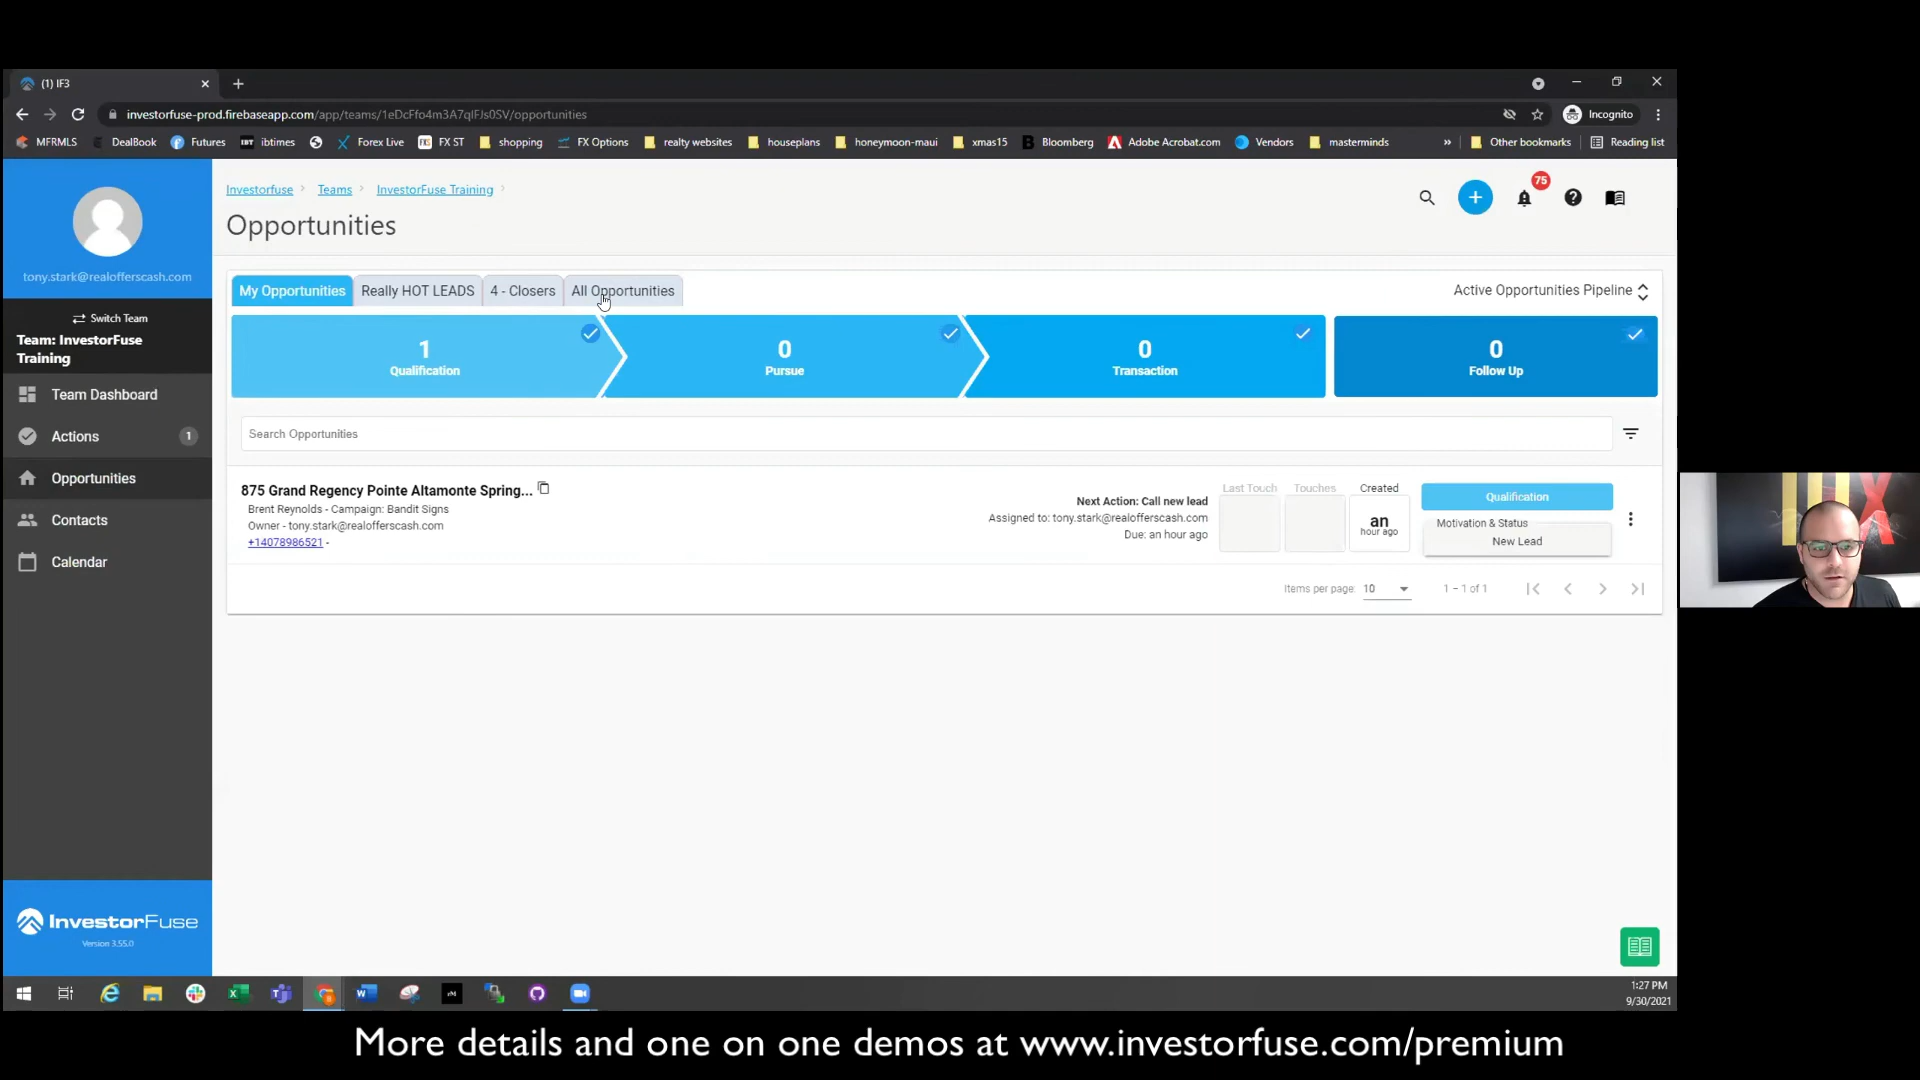 (1) IF3
investorfuse-prod.firebaseapp.com/app/teams/1eDcFfo4m3A7qlFJs0SV/opportunities
Incognito
MFRMLS
DealBook
Futures
IBT ibtimes
Forex Live
FX ST
shopping
FX Options
realty websites
houseplans
honeymoon-maui
xmas15
Bloomberg
Adobe Acrobat.com
Vendors
masterminds
»
Other bookmarks
Reading list
tony.stark@realofferscash.com
Switch Team
Team: InvestorFuse
Training
Team Dashboard
Actions 1
Opportunities
Contacts
Calendar
InvestorFuse
Version 3.55.0
Investorfuse > Teams > InvestorFuse Training >
Opportunities
75
My Opportunities
Really HOT LEADS
4 - Closers
All Opportunities
Active Opportunities Pipeline
1
Qualification
0
Pursue
0
Transaction
0
Follow Up
Search Opportunities
875 Grand Regency Pointe Altamonte Spring...
Brent Reynolds - Campaign: Bandit Signs
Owner - tony.stark@realofferscash.com
+14078986521 -
Next Action: Call new lead
Assigned to: tony.stark@realofferscash.com
Due: an hour ago
Last Touch
Touches
Created
an
hour ago
Qualification
Motivation & Status
New Lead
Items per page: 10
1 – 1 of 1
1:27 PM
9/30/2021
More details and one on one demos at www.investorfuse.com/premium